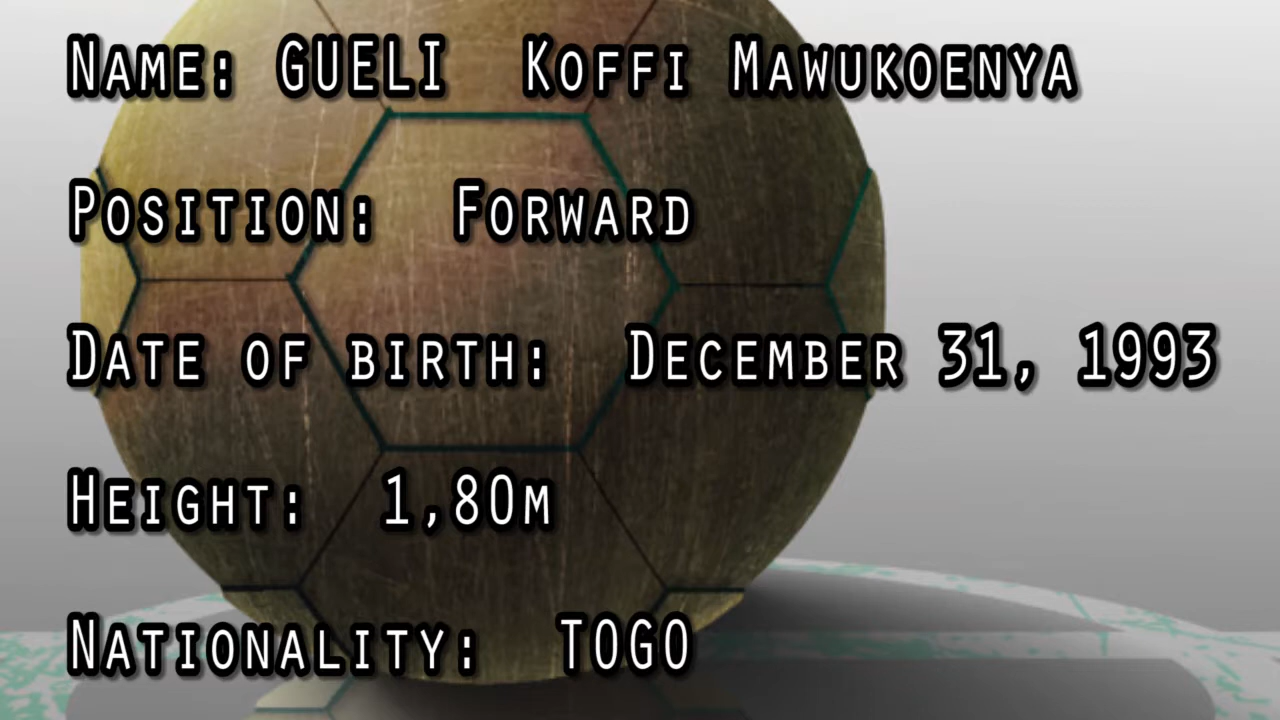 Name: GUELI Koffi Mawukoenya
Position: Forward
Date of birth: December 31, 1993
Height: 1,80m
Nationality: TOGO